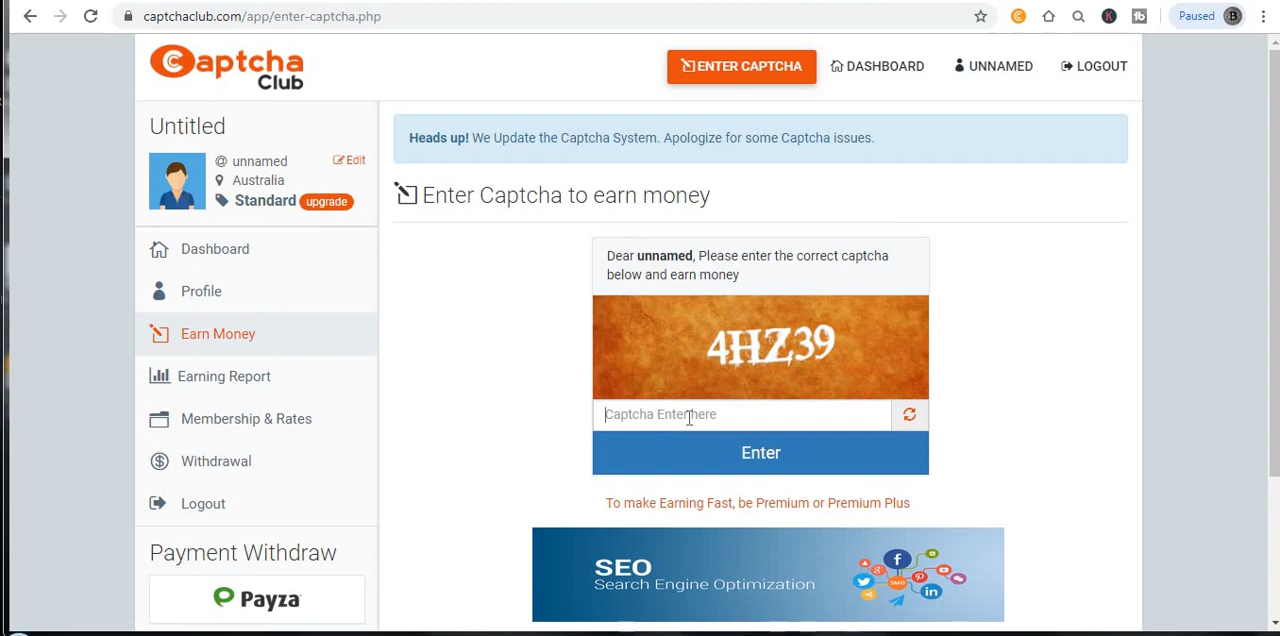 captchaclub.com/app/enter-captcha.php
Paused
Captcha
Club
ENTER CAPTCHA
DASHBOARD
UNNAMED
LOGOUT
Untitled
@ unnamed
Edit
Australia
Standard upgrade
Dashboard
Profile
Earn Money
Earning Report
Membership & Rates
Withdrawal
Logout
Payment Withdraw
Payza
Heads up! We Update the Captcha System. Apologize for some Captcha issues.
Enter Captcha to earn money
Dear unnamed, Please enter the correct captcha
below and earn money
4HZ39
Captcha Enter here
Enter
To make Earning Fast, be Premium or Premium Plus
SEO
Search Engine Optimization